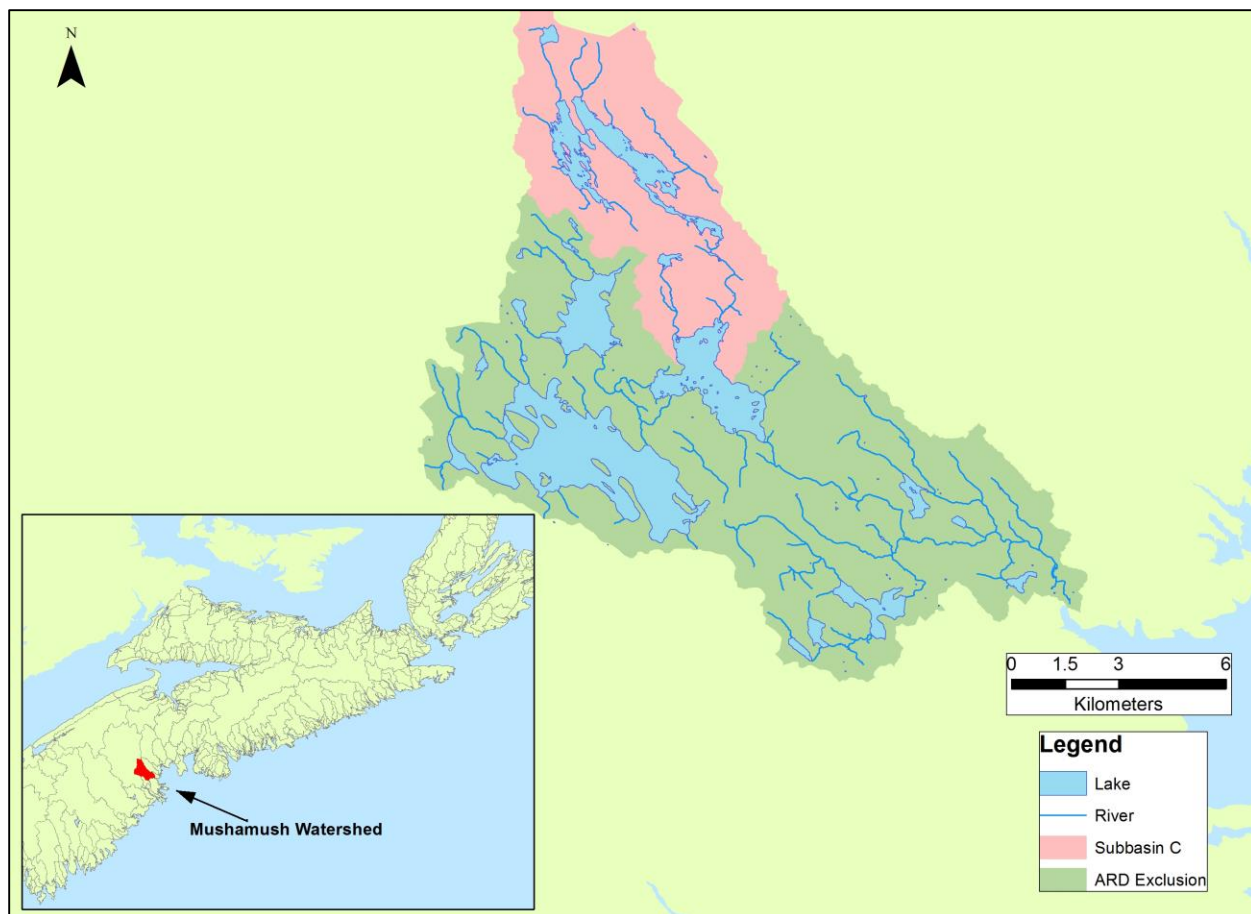 N
0 1.5 3 6
Kilometers
Legend
Lake
River
Subbasin C
ARD Exclusion
Mushamush Watershed